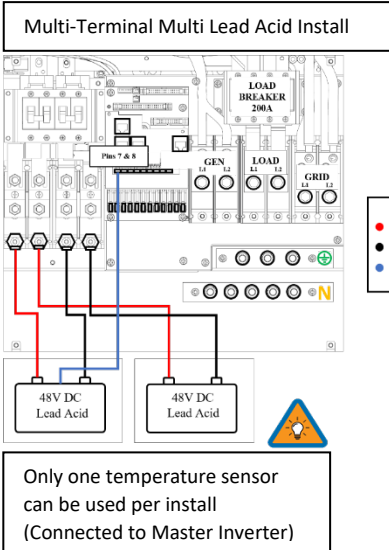 Multi-Terminal Multi Lead Acid Install
LOAD
BREAKER
200A
Pins 7 & 8
GEN
L1 L2
LOAD
L1 L2
GRID
L1 L2
N
48V DC
Lead Acid
48V DC
Lead Acid
Only one temperature sensor
can be used per install
(Connected to Master Inverter)